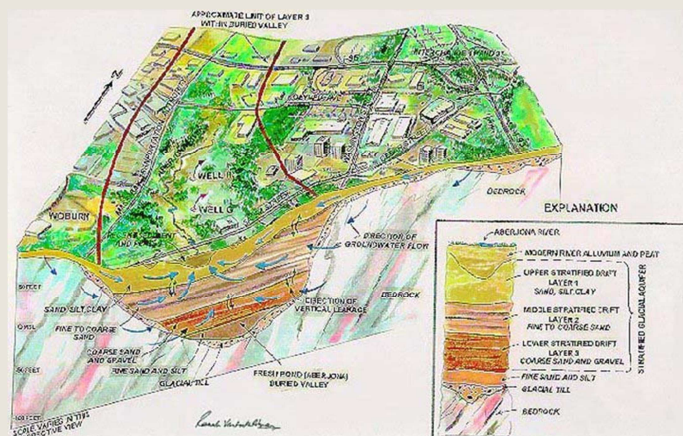 APPROXIMATE LIMIT OF LAYER 3
WITHIN BURIED VALLEY
N
WELL H
WELL G
WOBURN
BEDROCK
DIRECTION OF
GROUNDWATER FLOW
BEDROCK
DIRECTION OF
VERTICAL LEAKAGE
SAND, SILT, CLAY
FINE TO COARSE
SAND
COARSE SAND
AND GRAVEL
FINE SAND AND SILT
GLACIAL TILL
FRESH POND (ABERJONA)
BURIED VALLEY
SCALE VARIES IN THIS
EXPLANATION
ABERJONA RIVER
MODERN RIVER ALLUVIUM AND PEAT
UPPER STRATIFIED DRIFT
LAYER 1
SAND, SILT, CLAY
MIDDLE STRATIFIED DRIFT
LAYER 2
FINE TO COARSE SAND
LOWER STRATIFIED DRIFT
LAYER 3
COARSE SAND AND GRAVEL
STRATIFIED GLACIAL AQUIFER
FINE SAND AND SILT
GLACIAL TILL
BEDROCK